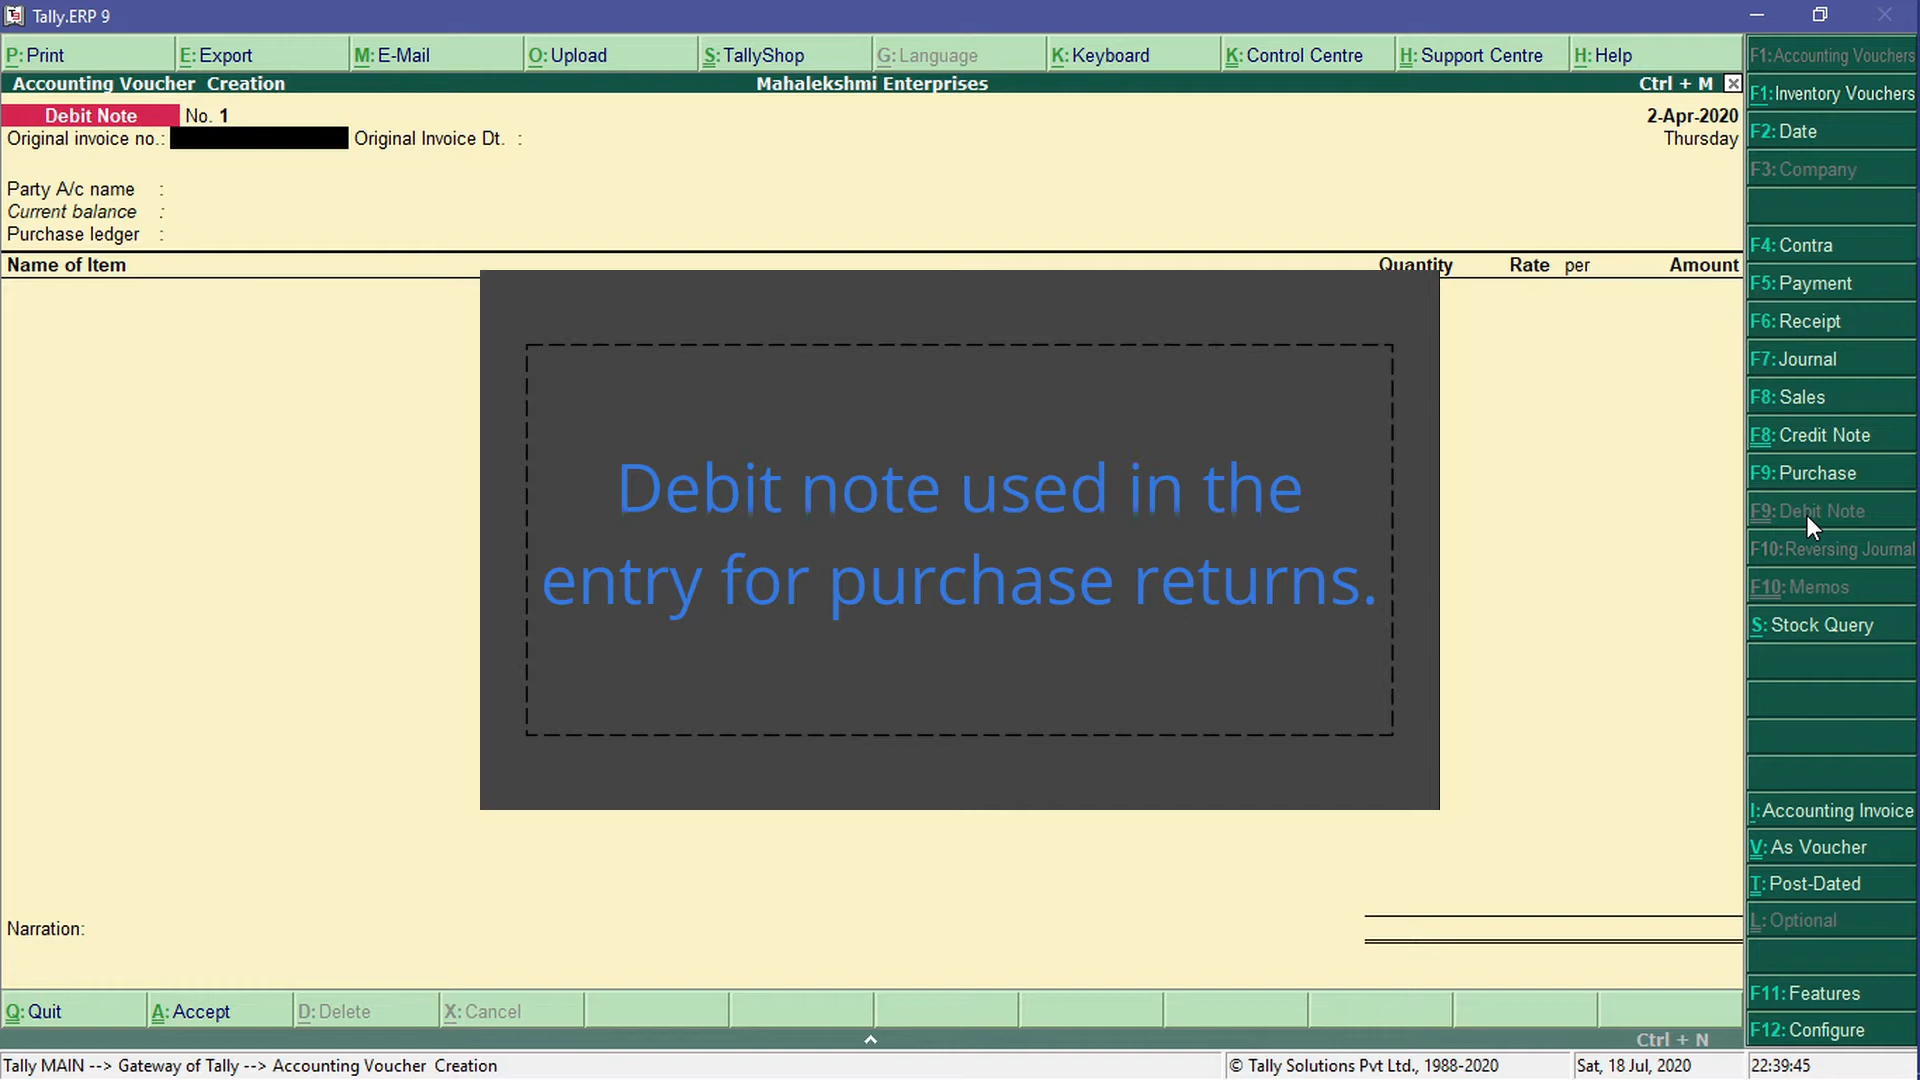 Tally.ERP 9
P: Print E: Export M: E-Mail O: Upload S: TallyShop G: Language K: Keyboard K: Control Centre H: Support Centre H: Help
Accounting Voucher Creation Mahalekshmi Enterprises Ctrl + M
Debit Note No. 1 2-Apr-2020
Original invoice no.: Original Invoice Dt. : Thursday
Party A/c name :
Current balance :
Purchase ledger :
Name of Item Quantity Rate per Amount
Debit note used in the
entry for purchase returns.
Narration:
F1: Accounting Vouchers
F1: Inventory Vouchers
F2: Date
F3: Company
F4: Contra
F5: Payment
F6: Receipt
F7: Journal
F8: Sales
F8: Credit Note
F9: Purchase
F9: Debit Note
F10: Reversing Journal
F10: Memos
S: Stock Query
I: Accounting Invoice
V: As Voucher
T: Post-Dated
L: Optional
F11: Features
F12: Configure
Q: Quit A: Accept D: Delete X: Cancel
Ctrl + N
Tally MAIN --> Gateway of Tally --> Accounting Voucher Creation © Tally Solutions Pvt Ltd., 1988-2020 Sat, 18 Jul, 2020 22:39:45